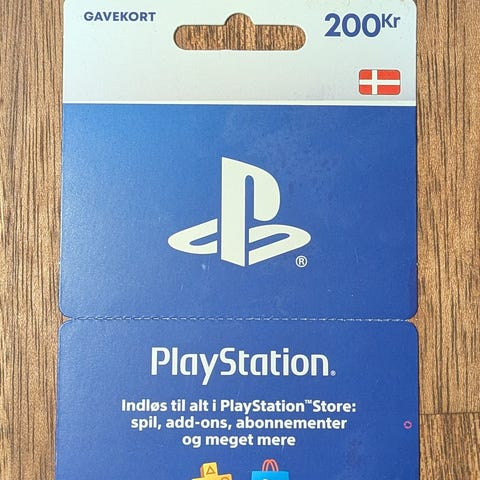 GAVEKORT
200Kr
®
PlayStation®
Indløs til alt i PlayStation™Store:
spil, add-ons, abonnementer
og meget mere